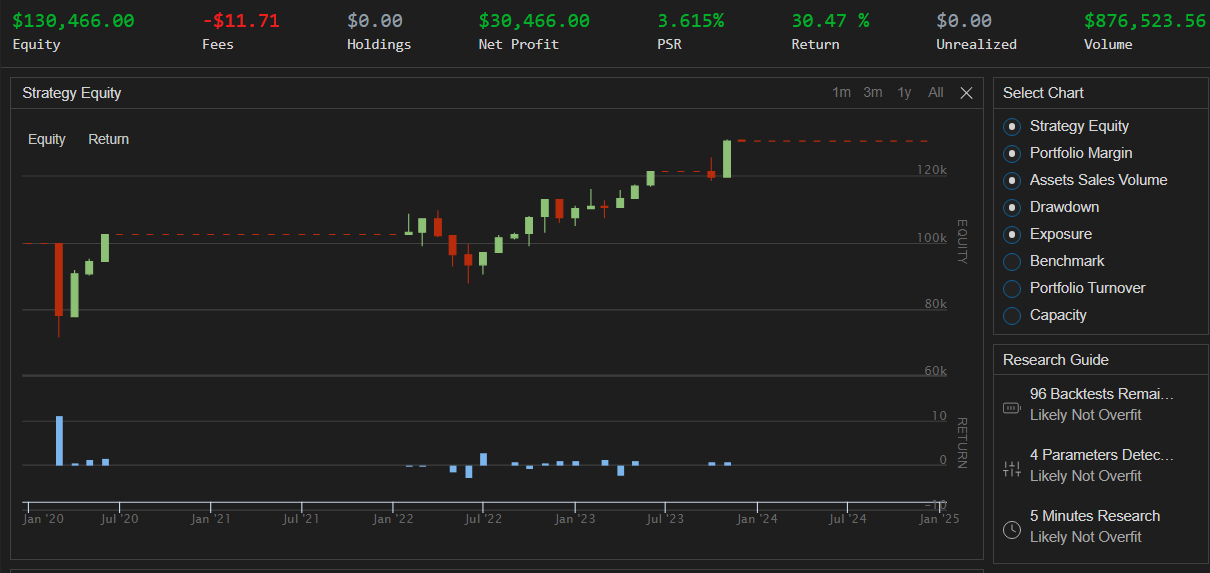 $130,466.00 -$11.71 $0.00 $30,466.00 3.615% 30.47 % $0.00 $876,523.56
Equity Fees Holdings Net Profit PSR Return Unrealized Volume
Strategy Equity 1m 3m 1y All
Equity Return
120k
100k
EQUITY
80k
60k
10
RETURN
0
-10
Jan '20 Jul '20 Jan '21 Jul '21 Jan '22 Jul '22 Jan '23 Jul '23 Jan '24 Jul '24 Jan '25
Select Chart
Strategy Equity
Portfolio Margin
Assets Sales Volume
Drawdown
Exposure
Benchmark
Portfolio Turnover
Capacity
Research Guide
96 Backtests Remai...
Likely Not Overfit
4 Parameters Detec...
Likely Not Overfit
5 Minutes Research
Likely Not Overfit